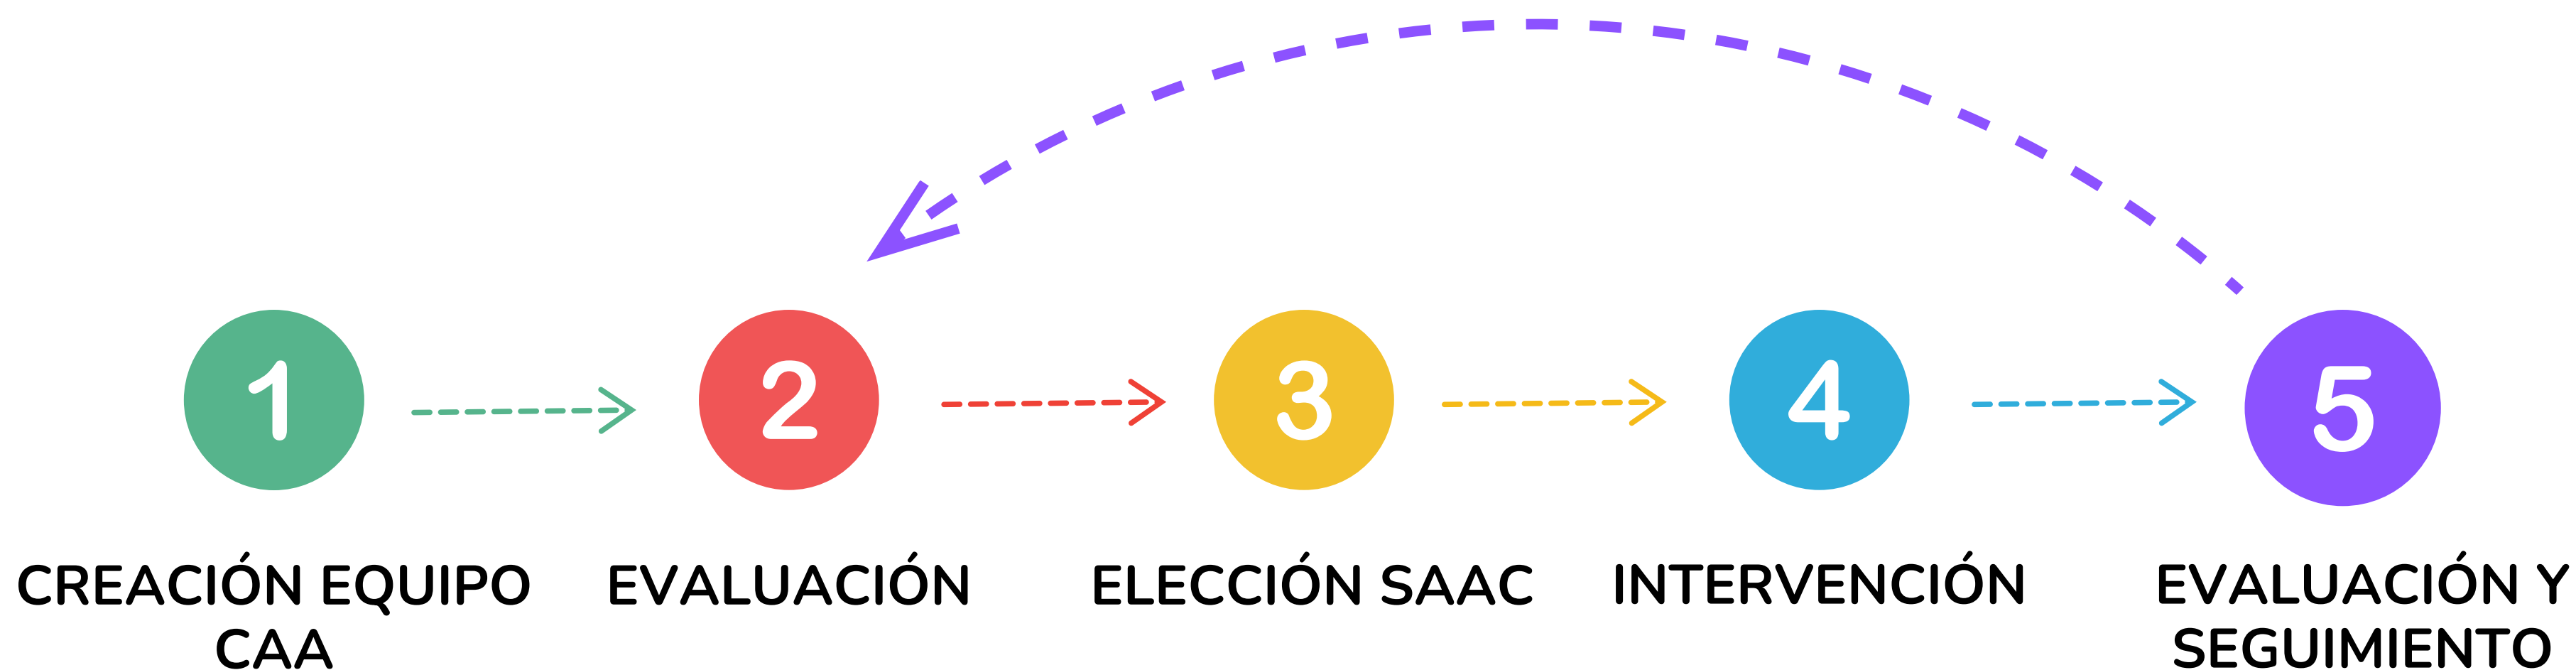 1
2
3
4
5
CREACIÓN EQUIPO
CAA
EVALUACIÓN
ELECCIÓN SAAC
INTERVENCIÓN
EVALUACIÓN Y
SEGUIMIENTO